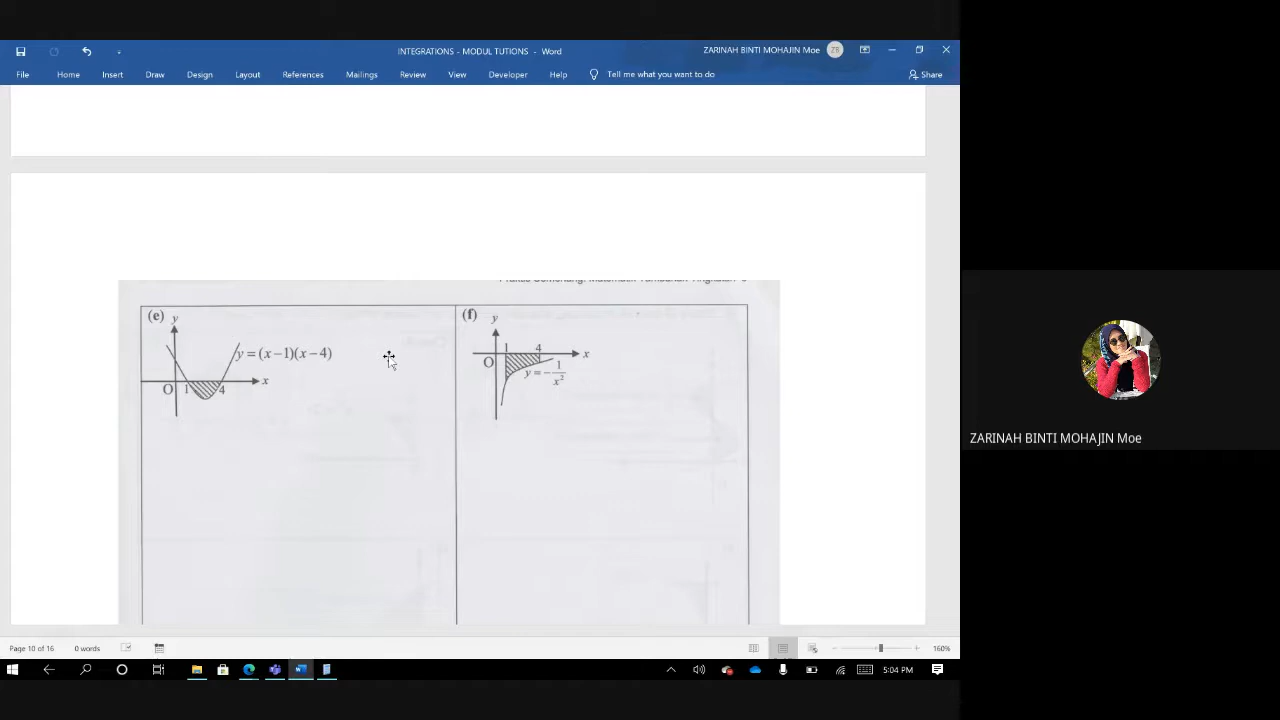 INTEGRATIONS - MODUL TUTIONS - Word
ZARINAH BINTI MOHAJIN Moe
ZB
File Home Insert Draw Design Layout References Mailings Review View Developer Help Tell me what you want to do Share
(e)
y
y = (x – 1)(x – 4)
O 1 4 x
(f)
y
4
O x
y = – 1/x²
ZARINAH BINTI MOHAJIN Moe
Page 10 of 16 0 words 160%
5:04 PM